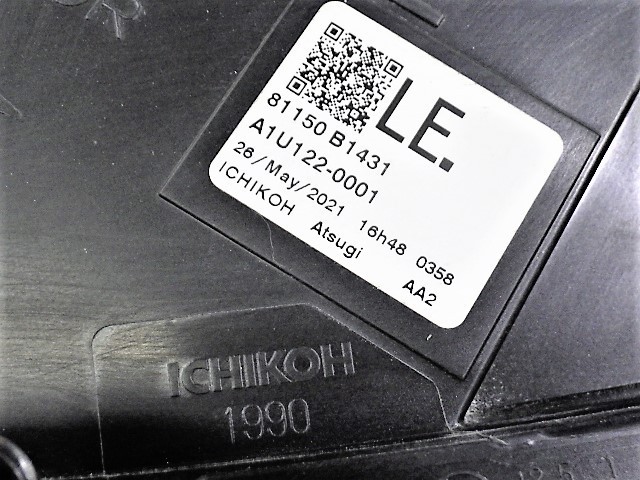 LE.
81150 B1431
A1U122-0001
26/May/2021 16h48 0358
ICHIKOH Atsugi AA2
ICHIKOH
1990